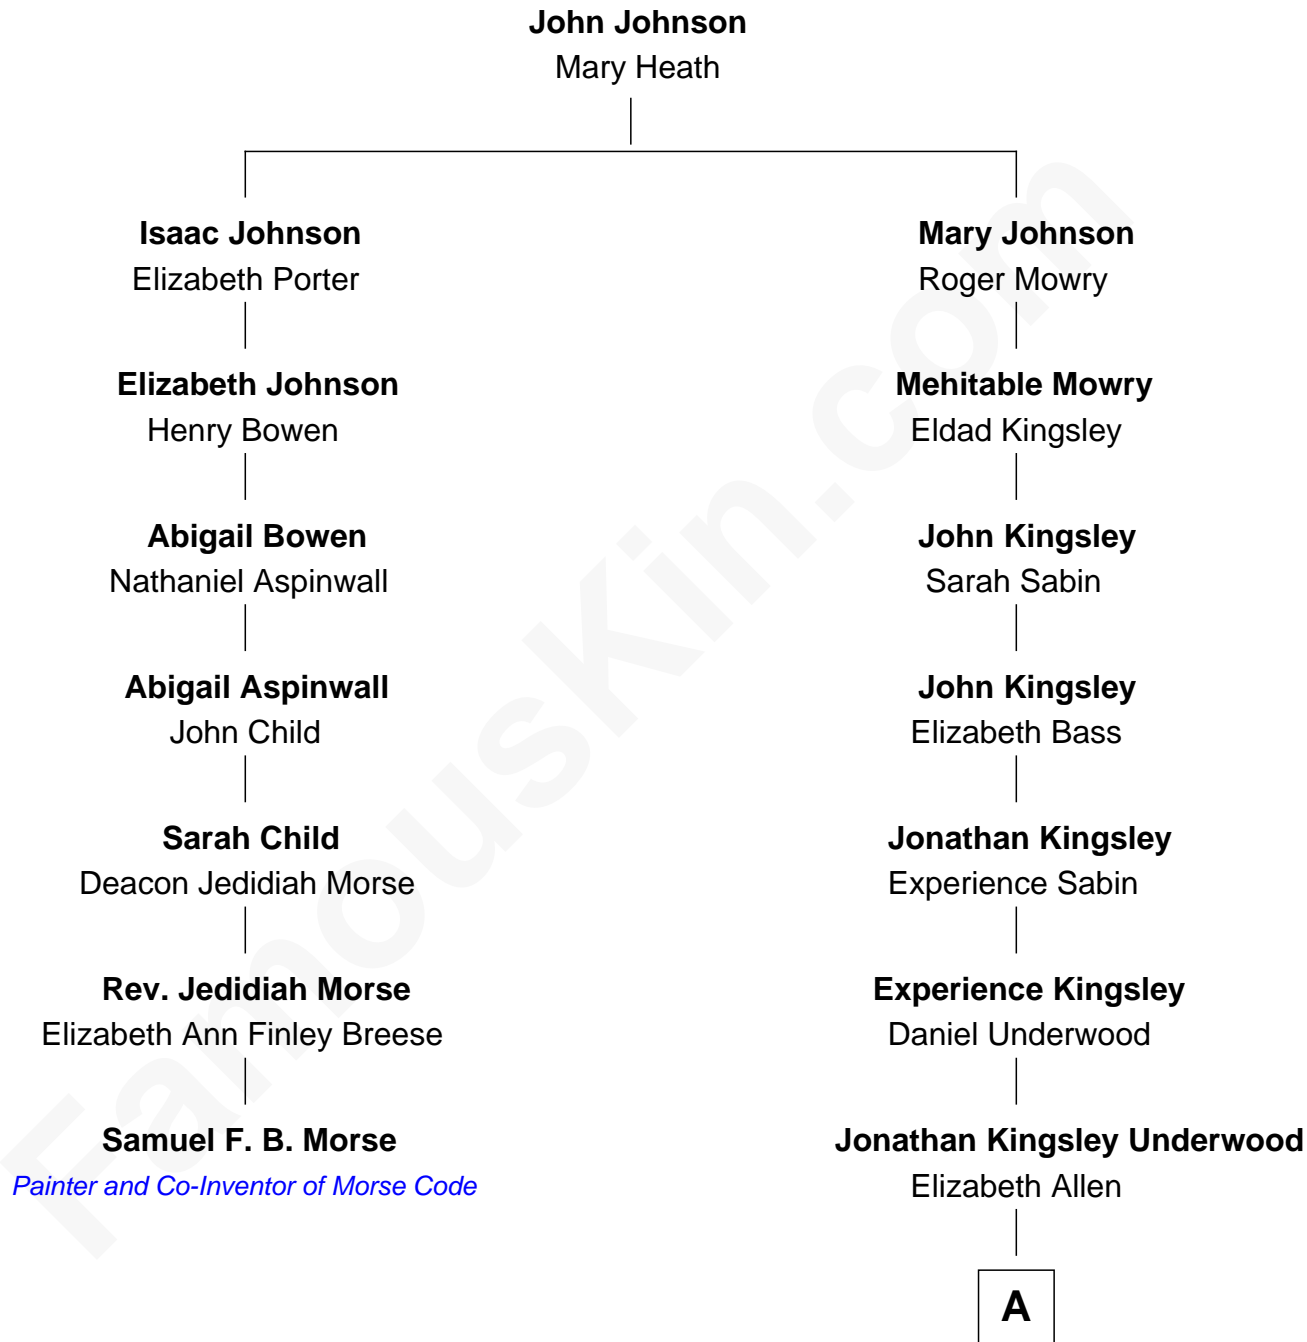 John Johnson
Mary Heath
Isaac Johnson
Elizabeth Porter
Mary Johnson
Roger Mowry
Elizabeth Johnson
Henry Bowen
Mehitable Mowry
Eldad Kingsley
Abigail Bowen
Nathaniel Aspinwall
John Kingsley
Sarah Sabin
Abigail Aspinwall
John Child
John Kingsley
Elizabeth Bass
Sarah Child
Deacon Jedidiah Morse
Jonathan Kingsley
Experience Sabin
Rev. Jedidiah Morse
Elizabeth Ann Finley Breese
Experience Kingsley
Daniel Underwood
Samuel F. B. Morse
Painter and Co-Inventor of Morse Code
Jonathan Kingsley Underwood
Elizabeth Allen
A
FamousKin.com